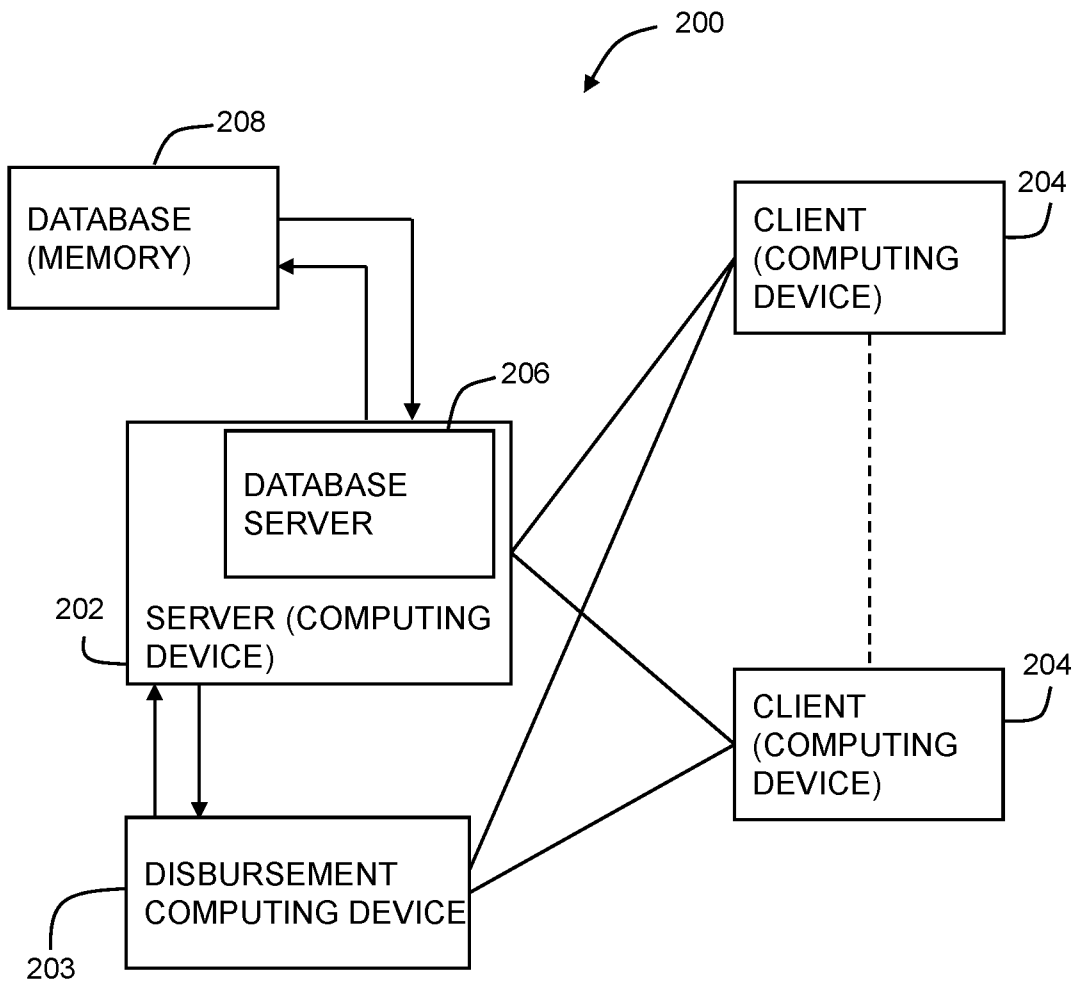 200
208
DATABASE
(MEMORY)
204
CLIENT
(COMPUTING
DEVICE)
206
DATABASE
SERVER
202
SERVER (COMPUTING
DEVICE)
204
CLIENT
(COMPUTING
DEVICE)
DISBURSEMENT
COMPUTING DEVICE
203